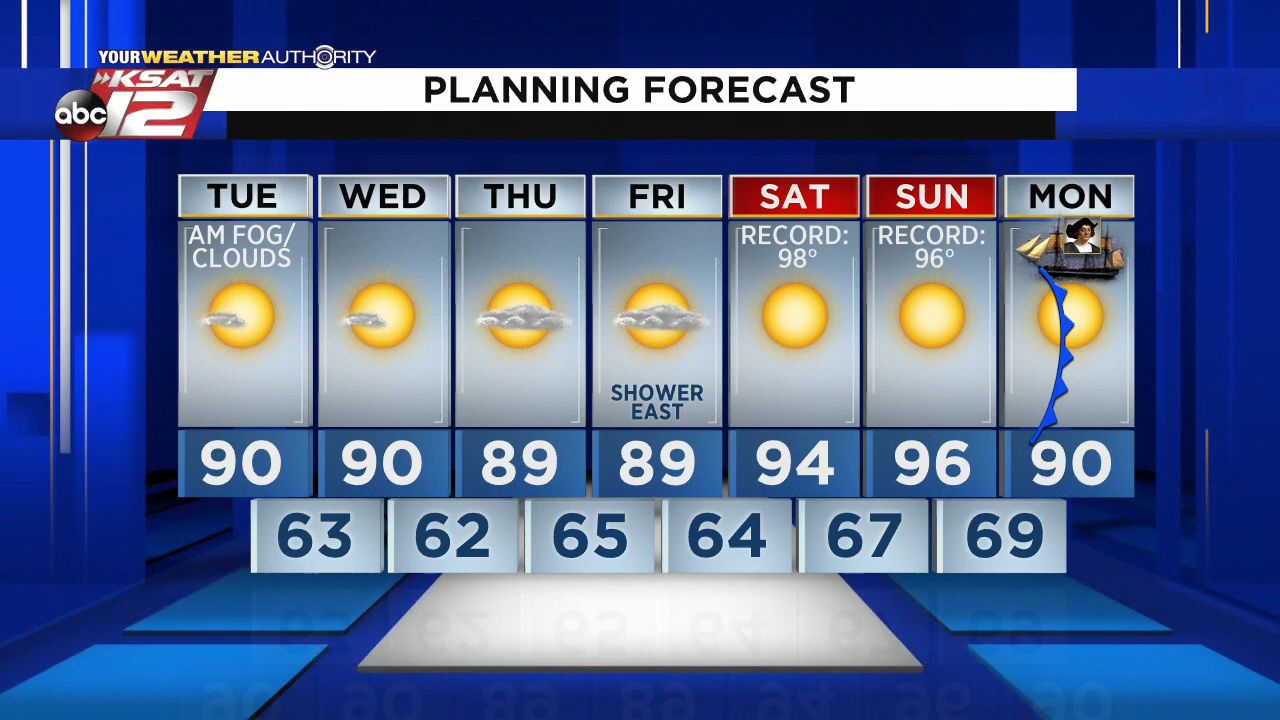 YOURWEATHERAUTHORITY
KSAT
abc 12
PLANNING FORECAST
TUE WED THU FRI SAT SUN MON
AM FOG/ RECORD: RECORD:
CLOUDS 98° 96°
SHOWER
EAST
90 90 89 89 94 96 90
63 62 65 64 67 69